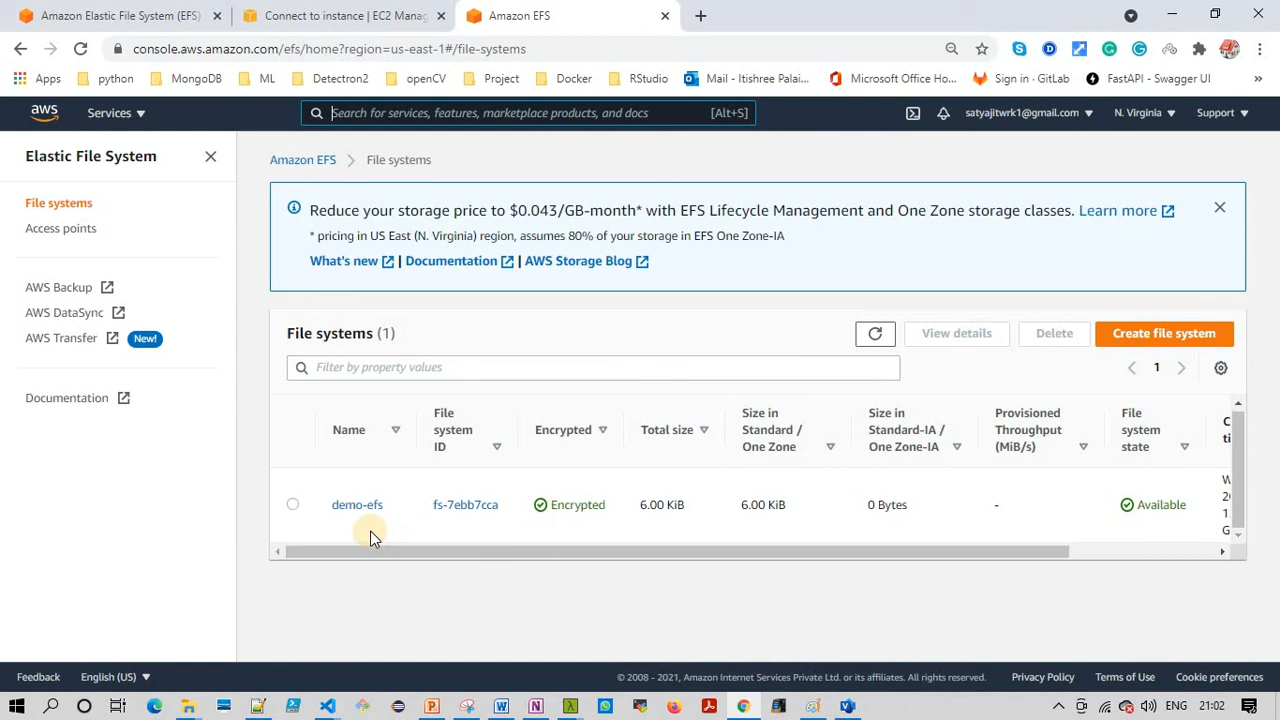 Amazon Elastic File System (EFS)
Connect to instance | EC2 Manag
Amazon EFS
console.aws.amazon.com/efs/home?region=us-east-1#/file-systems
Apps
python
MongoDB
ML
Detectron2
openCV
Project
Docker
RStudio
Mail - Itishree Palai...
Microsoft Office Ho...
Sign in · GitLab
FastAPI - Swagger UI
»
aws
Services
Search for services, features, marketplace products, and docs
[Alt+S]
satyajitwrk1@gmail.com
N. Virginia
Support
Elastic File System
File systems
Access points
AWS Backup
AWS DataSync
AWS Transfer
New!
Documentation
Amazon EFS
File systems
Reduce your storage price to $0.043/GB-month* with EFS Lifecycle Management and One Zone storage classes. Learn more
* pricing in US East (N. Virginia) region, assumes 80% of your storage in EFS One Zone-IA
What's new | Documentation | AWS Storage Blog
File systems (1)
View details
Delete
Create file system
Filter by property values
1
Name
File
system
ID
Encrypted
Total size
Size in
Standard /
One Zone
Size in
Standard-IA /
One Zone-IA
Provisioned
Throughput
(MiB/s)
File
system
state
demo-efs
fs-7ebb7cca
Encrypted
6.00 KiB
6.00 KiB
0 Bytes
-
Available
Feedback
English (US)
© 2008 - 2021, Amazon Internet Services Private Ltd. or its affiliates. All rights reserved.
Privacy Policy
Terms of Use
Cookie preferences
ENG
21:02